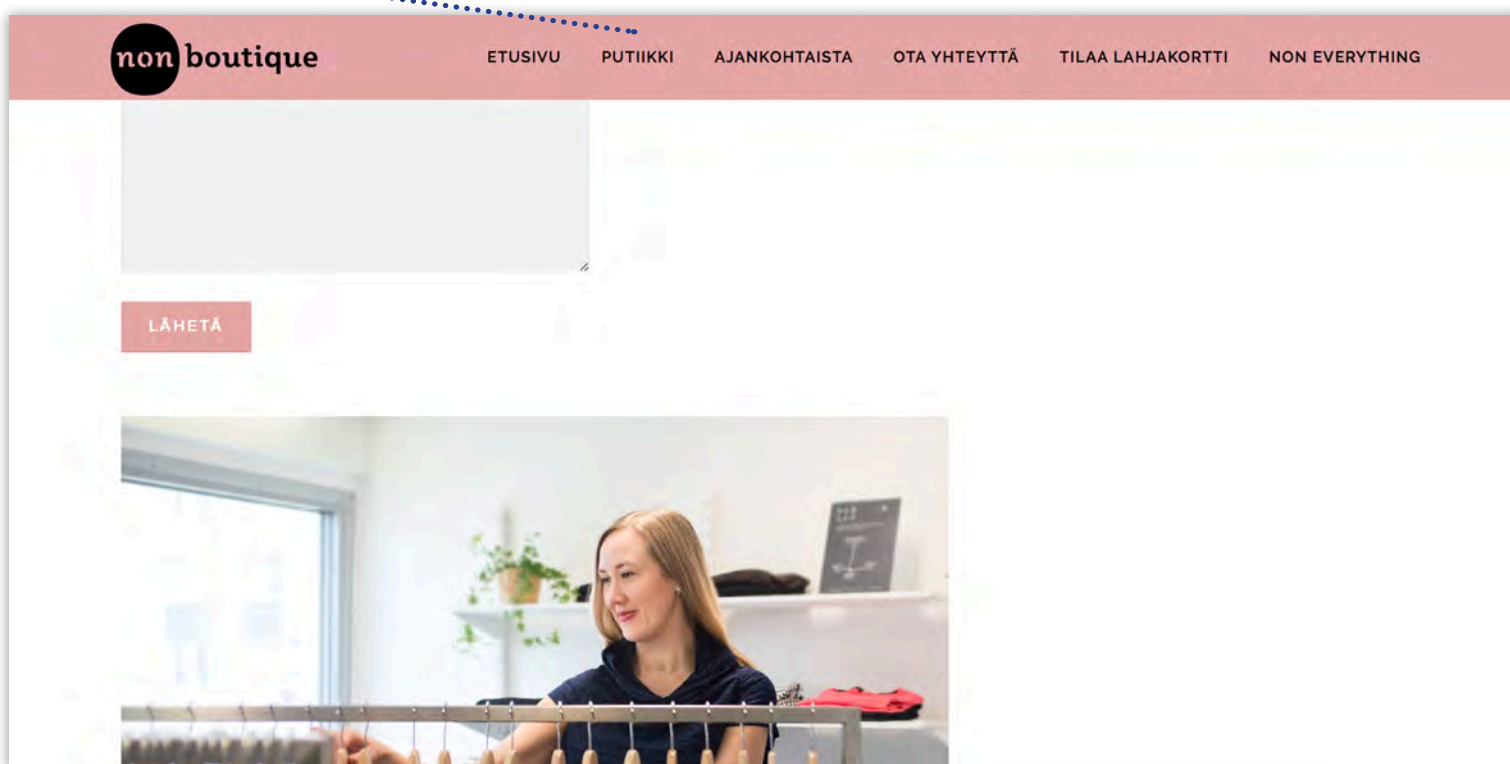 non boutique
ETUSIVU PUTIIKKI AJANKOHTAISTA OTA YHTEYTTÄ TILAA LAHJAKORTTI NON EVERYTHING
LÄHETÄ